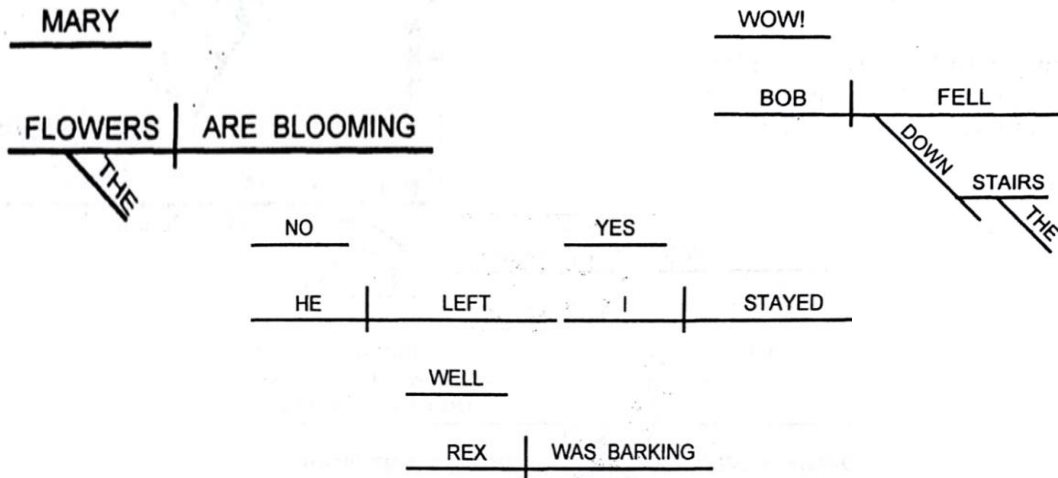 MARY
FLOWERS ARE BLOOMING
THE
WOW!
BOB FELL
DOWN
STAIRS
THE
NO
HE LEFT
YES
I STAYED
WELL
REX WAS BARKING